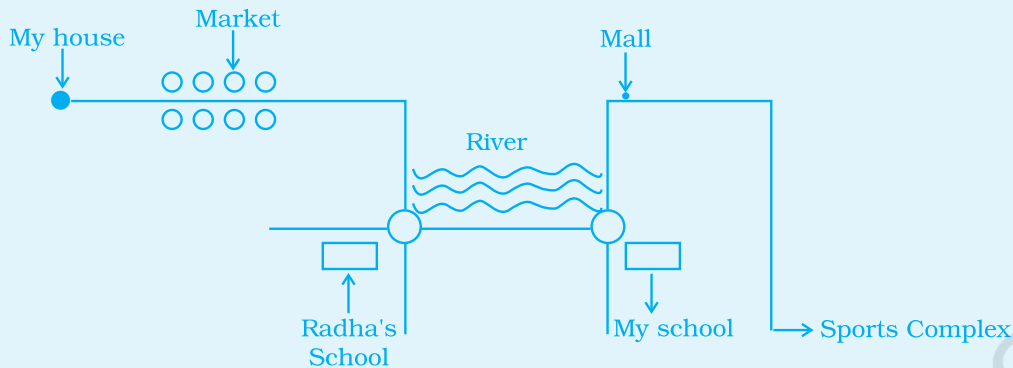 Market
My house
Mall
River
Radha's
School
My school
Sports Complex